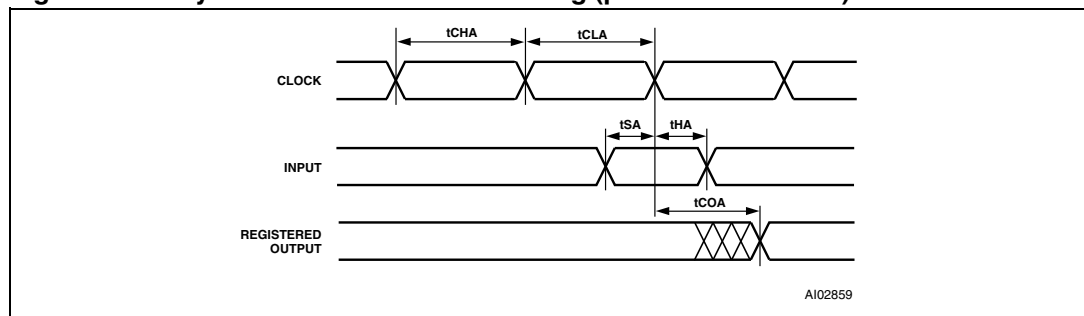 tCHA tCLA
CLOCK
tSA tHA
INPUT
tCOA
REGISTERED
OUTPUT
AI02859